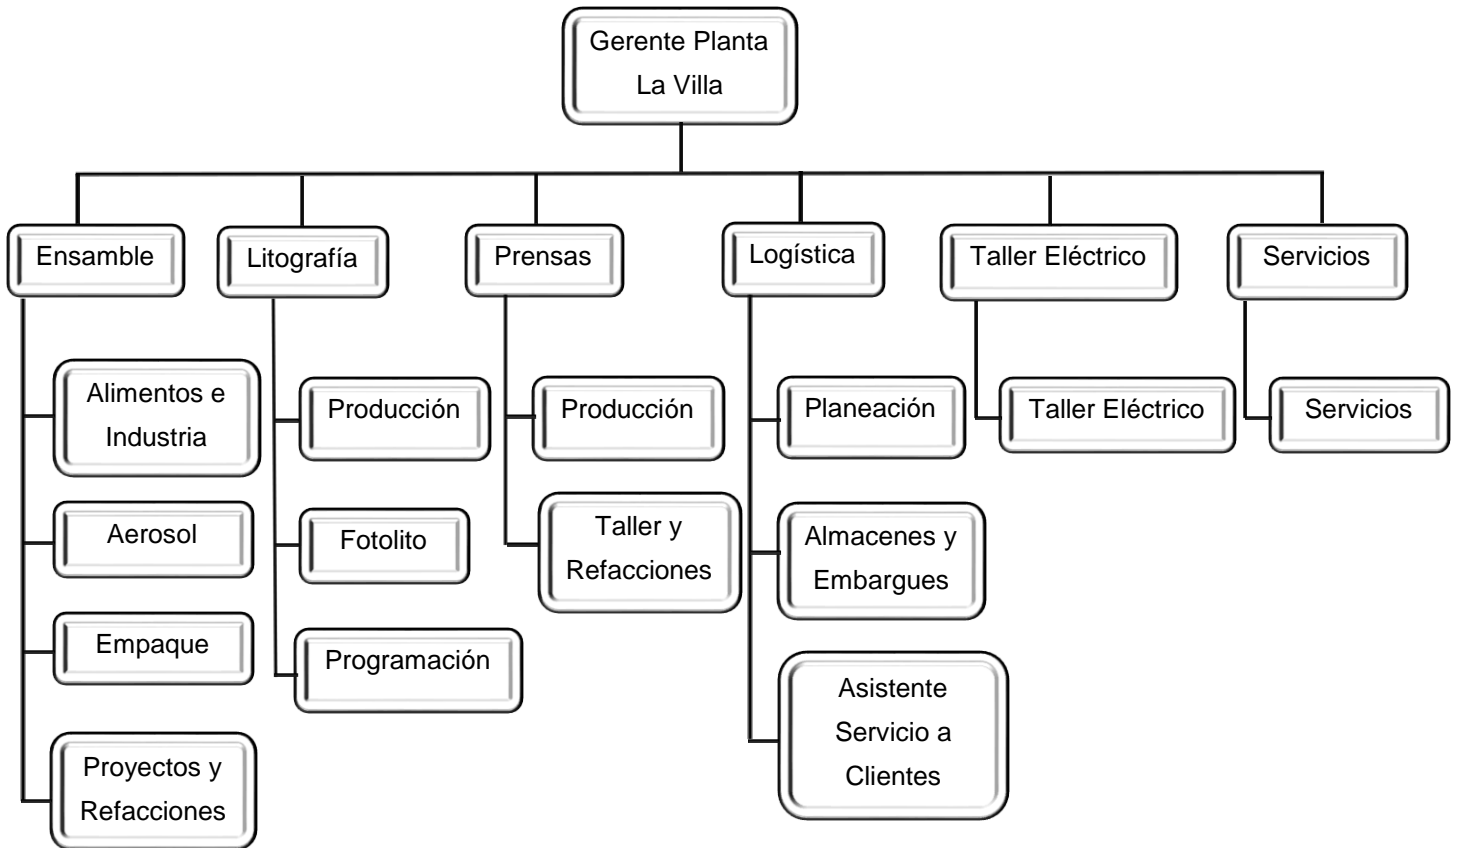 Gerente Planta
La Villa
Ensamble
Litografía
Prensas
Logística
Taller Eléctrico
Servicios
Alimentos e
Industria
Aerosol
Empaque
Proyectos y
Refacciones
Producción
Fotolito
Programación
Producción
Taller y
Refacciones
Planeación
Almacenes y
Embargues
Asistente
Servicio a
Clientes
Taller Eléctrico
Servicios